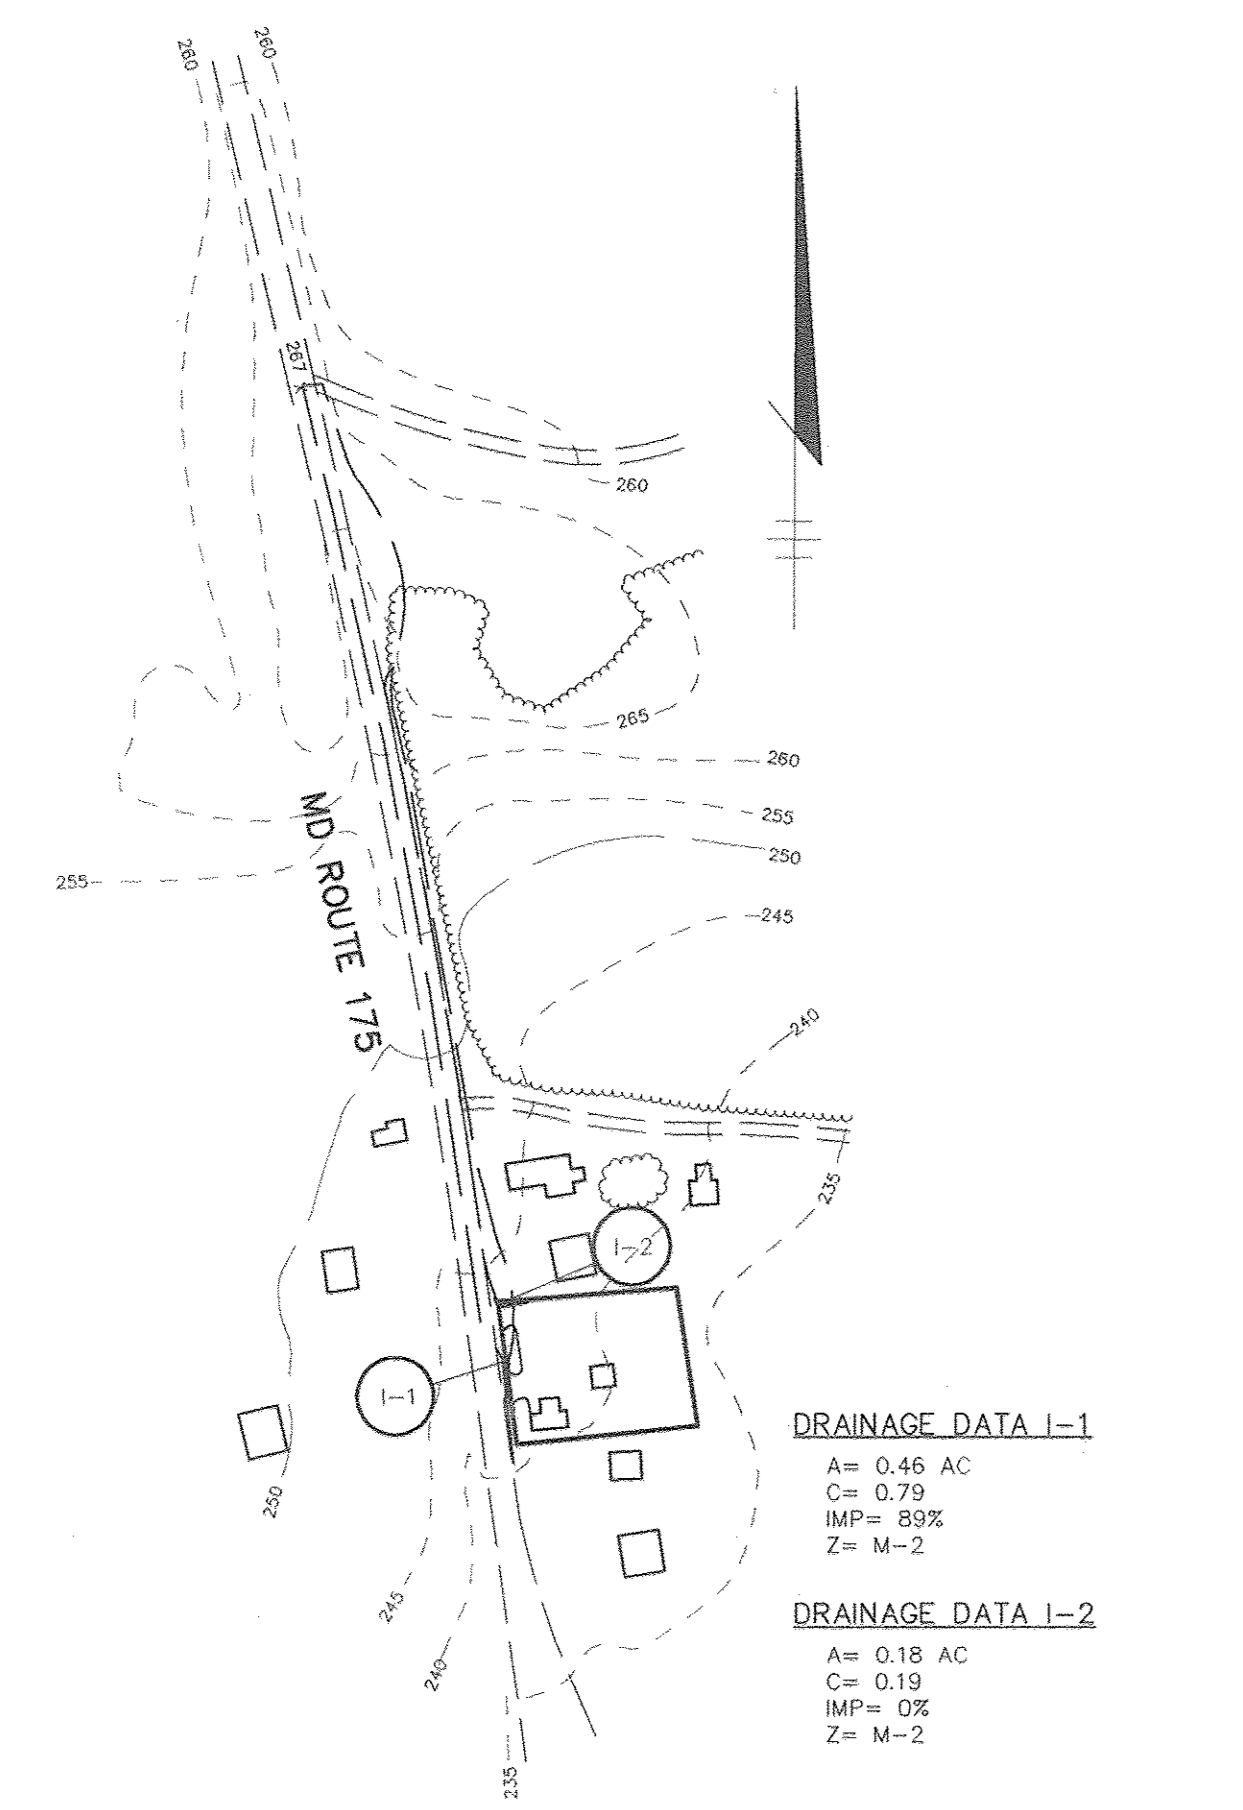 260
260
267
260
265
260
255
250
245
255
MD ROUTE 175
240
235
I-2
I-1
250
245
240
235
DRAINAGE DATA I-1
A= 0.46 AC
C= 0.79
IMP= 89%
Z= M-2
DRAINAGE DATA I-2
A= 0.18 AC
C= 0.19
IMP= 0%
Z= M-2